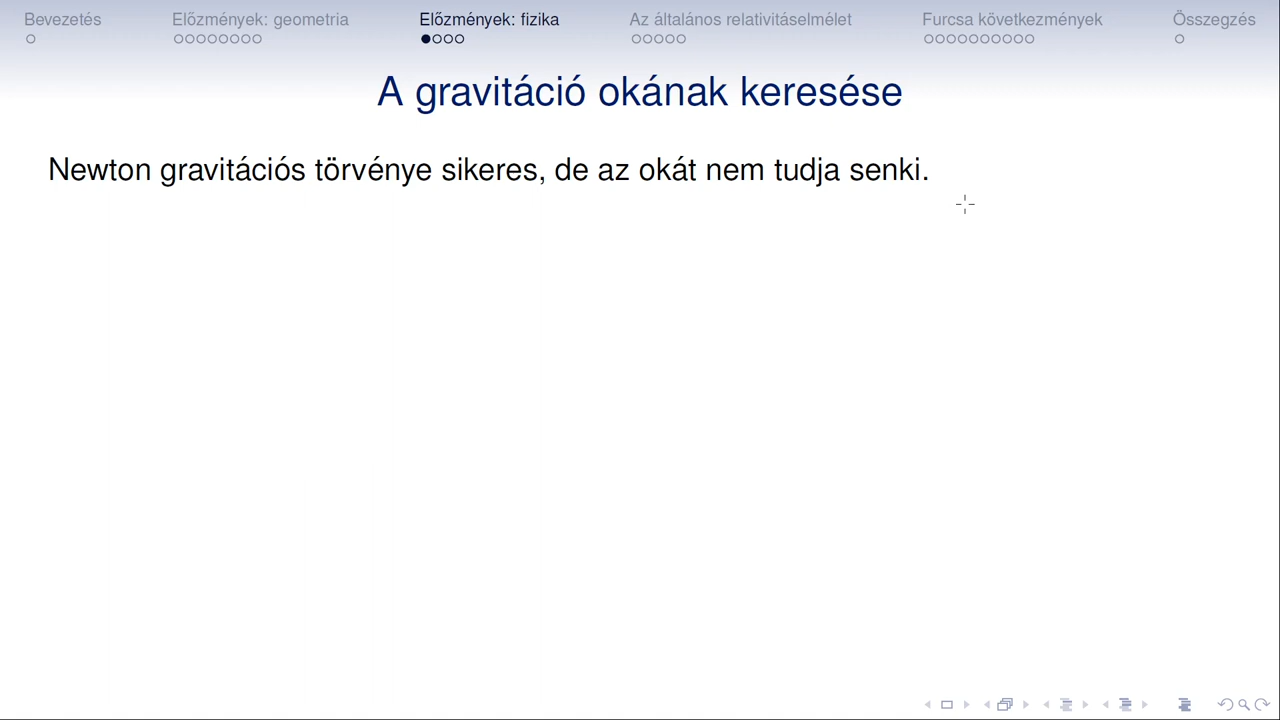 Bevezetés
Előzmények: geometria
Előzmények: fizika
Az általános relativitáselmélet
Furcsa következmények
Összegzés
A gravitáció okának keresése
Newton gravitációs törvénye sikeres, de az okát nem tudja senki.